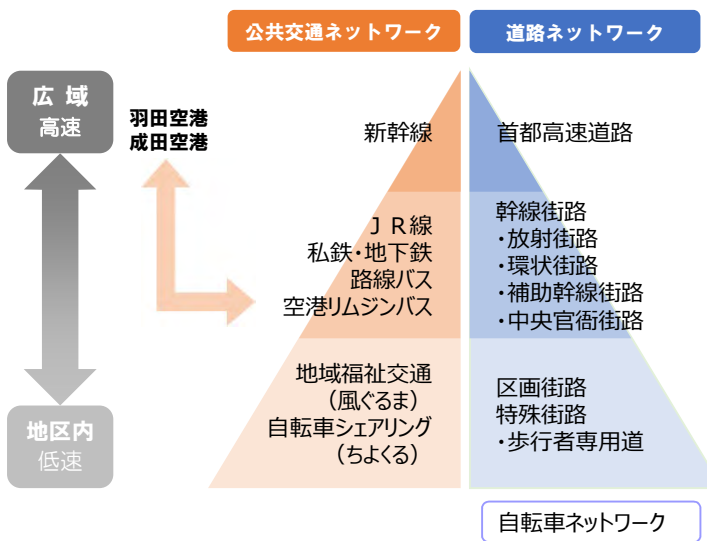 公共交通ネットワーク
道路ネットワーク
広 域
高速
羽田空港
成田空港
新幹線
首都高速道路
ＪＲ線
私鉄・地下鉄
路線バス
空港リムジンバス
幹線街路
・放射街路
・環状街路
・補助幹線街路
・中央官衙街路
地区内
低速
地域福祉交通
（風ぐるま）
自転車シェアリング
（ちよくる）
区画街路
特殊街路
・歩行者専用道
自転車ネットワーク